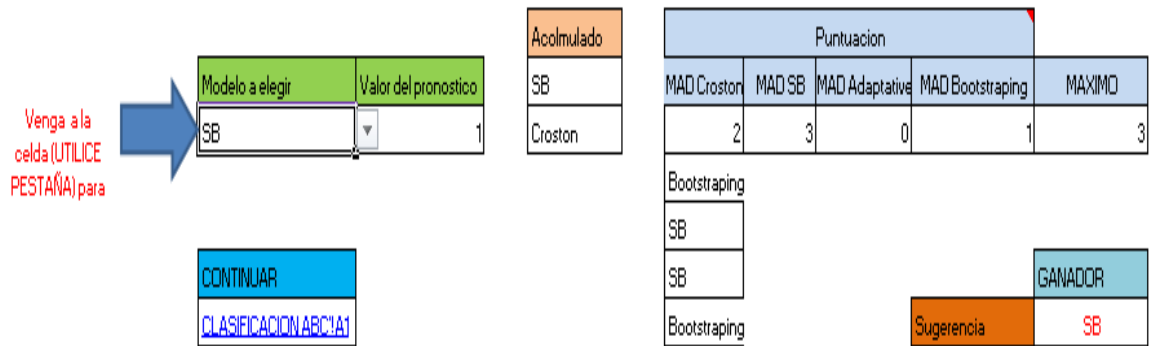 Acolmulado
Puntuacion
Modelo a elegir
Valor del pronostico
SB
MAD Croston
MAD SB
MAD Adaptative
MAD Bootstraping
MAXIMO
Venga a la
celda (UTILICE
PESTAÑA) para
SB
1
Croston
2
3
0
1
3
Bootstraping
SB
CONTINUAR
SB
GANADOR
CLASIFICACION ABC'!A1
Bootstraping
Sugerencia
SB